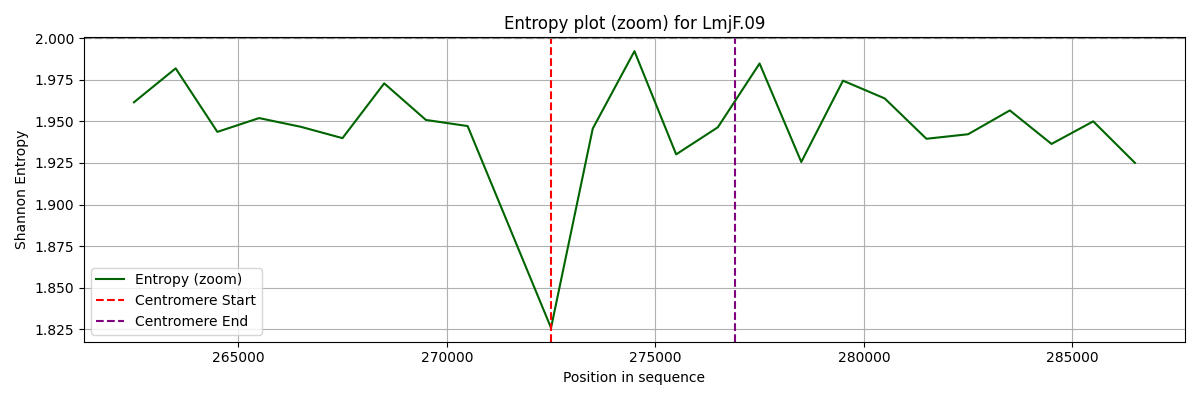 Entropy plot (zoom) for LmjF.09
Shannon Entropy
2.000
1.975
1.950
1.925
1.900
1.875
1.850
1.825
Entropy (zoom)
Centromere Start
Centromere End
265000 270000 275000 280000 285000
Position in sequence